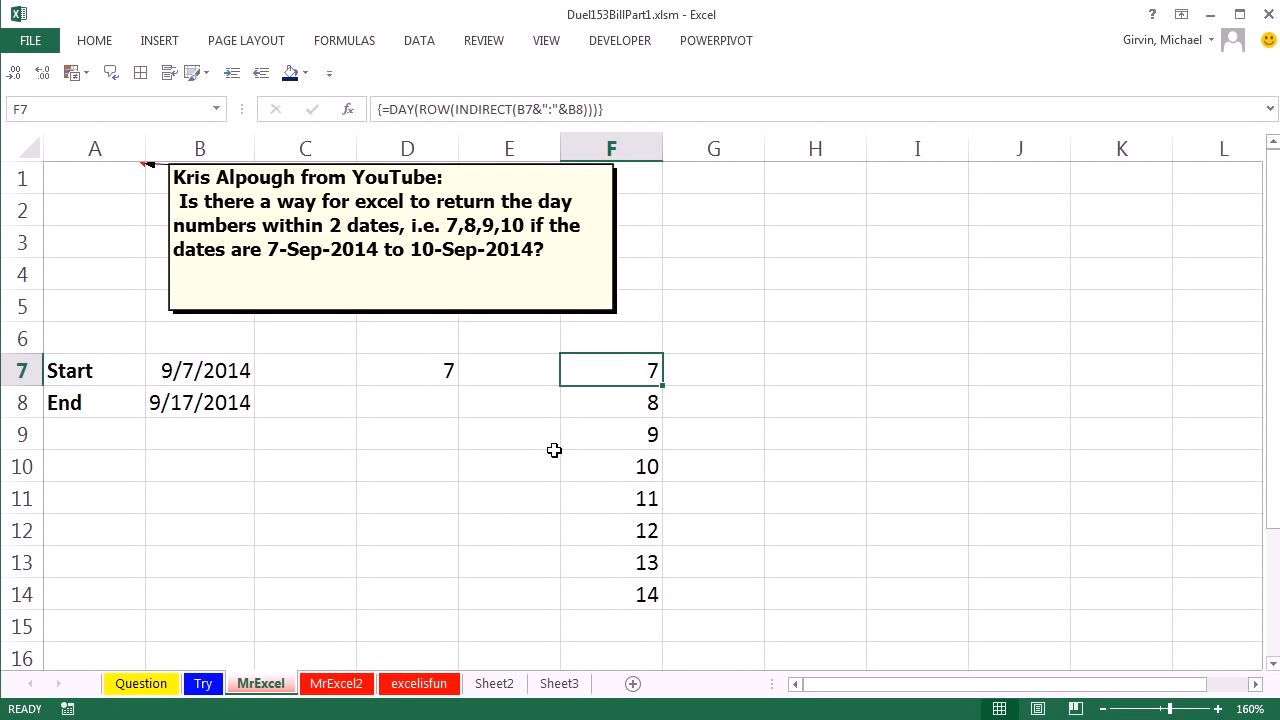 Duel153BillPart1.xlsm - Excel
FILE HOME INSERT PAGE LAYOUT FORMULAS DATA REVIEW VIEW DEVELOPER POWERPIVOT Girvin, Michael
F7 {=DAY(ROW(INDIRECT(B7&":"&B8)))}
A B C D E F G H I J K L
1
2
3
4
5
6
Kris Alpough from YouTube:
Is there a way for excel to return the day
numbers within 2 dates, i.e. 7,8,9,10 if the
dates are 7-Sep-2014 to 10-Sep-2014?
7 Start 9/7/2014 7 7
8 End 9/17/2014 8
9 9
10 10
11 11
12 12
13 13
14 14
15
16
Question Try MrExcel MrExcel2 excelisfun Sheet2 Sheet3
READY 160%